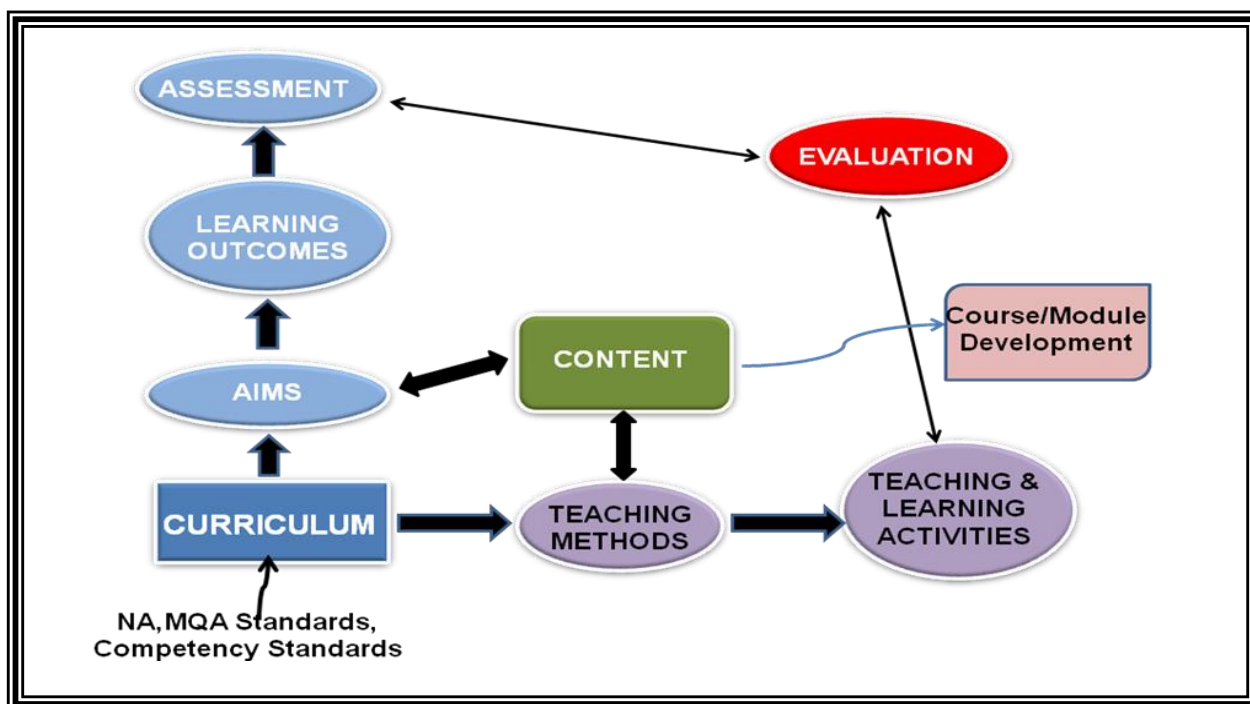 ASSESSMENT
EVALUATION
LEARNING
OUTCOMES
Course/Module
Development
CONTENT
AIMS
CURRICULUM
TEACHING
METHODS
TEACHING &
LEARNING
ACTIVITIES
NA,MQA Standards,
Competency Standards